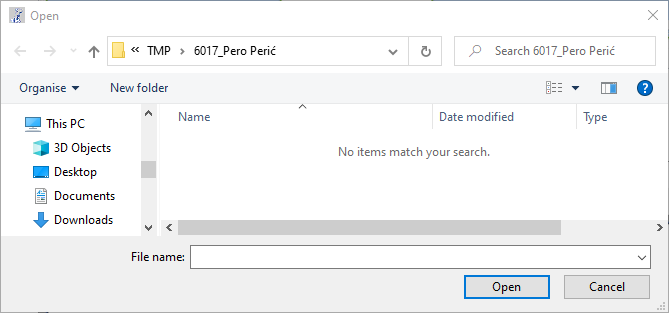 Open
« TMP > 6017_Pero Perić
Search 6017_Pero Perić
Organise New folder
?
This PC
3D Objects
Desktop
Documents
Downloads
Name Date modified Type
No items match your search.
File name:
Open Cancel